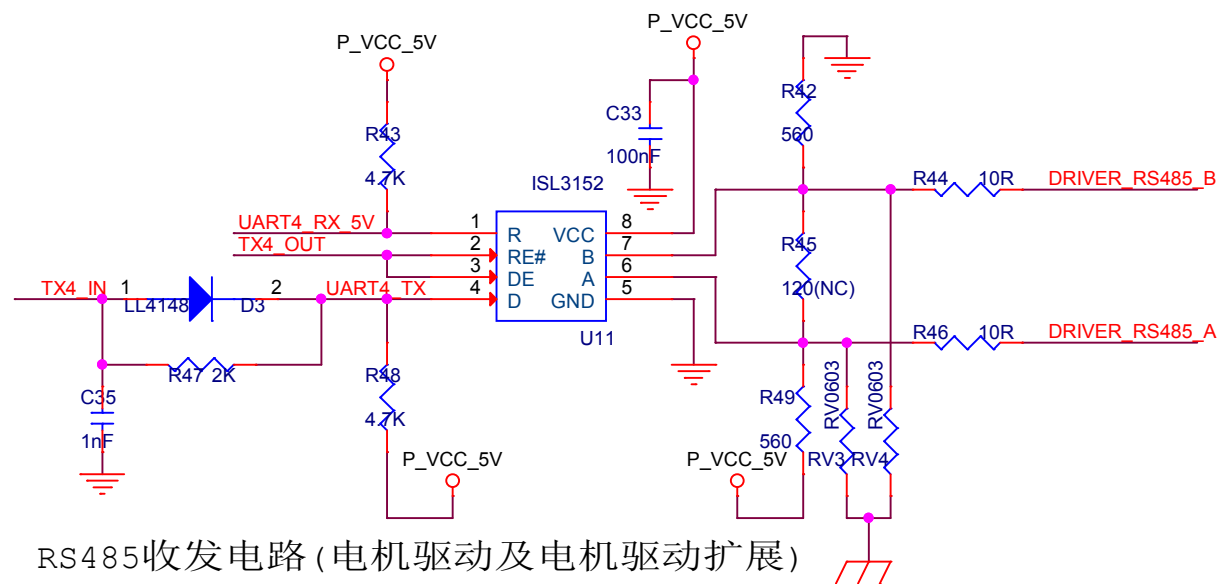 P_VCC_5V
P_VCC_5V
R43
4.7K
C33
100nF
R42
560
ISL3152
R44 10R DRIVER_RS485_B
UART4_RX_5V 1 R VCC 8
TX4_OUT 2 RE# B 7
3 DE A 6
TX4_IN 1 2 UART4_TX 4 D GND 5
LL4148 D3
U11
R45
120(NC)
R46 10R DRIVER_RS485_A
R47 2K
C35
1nF
R48
4.7K
R49
560
RV0603
RV0603
RV3 RV4
P_VCC_5V
P_VCC_5V
RS485收发电路(电机驱动及电机驱动扩展)